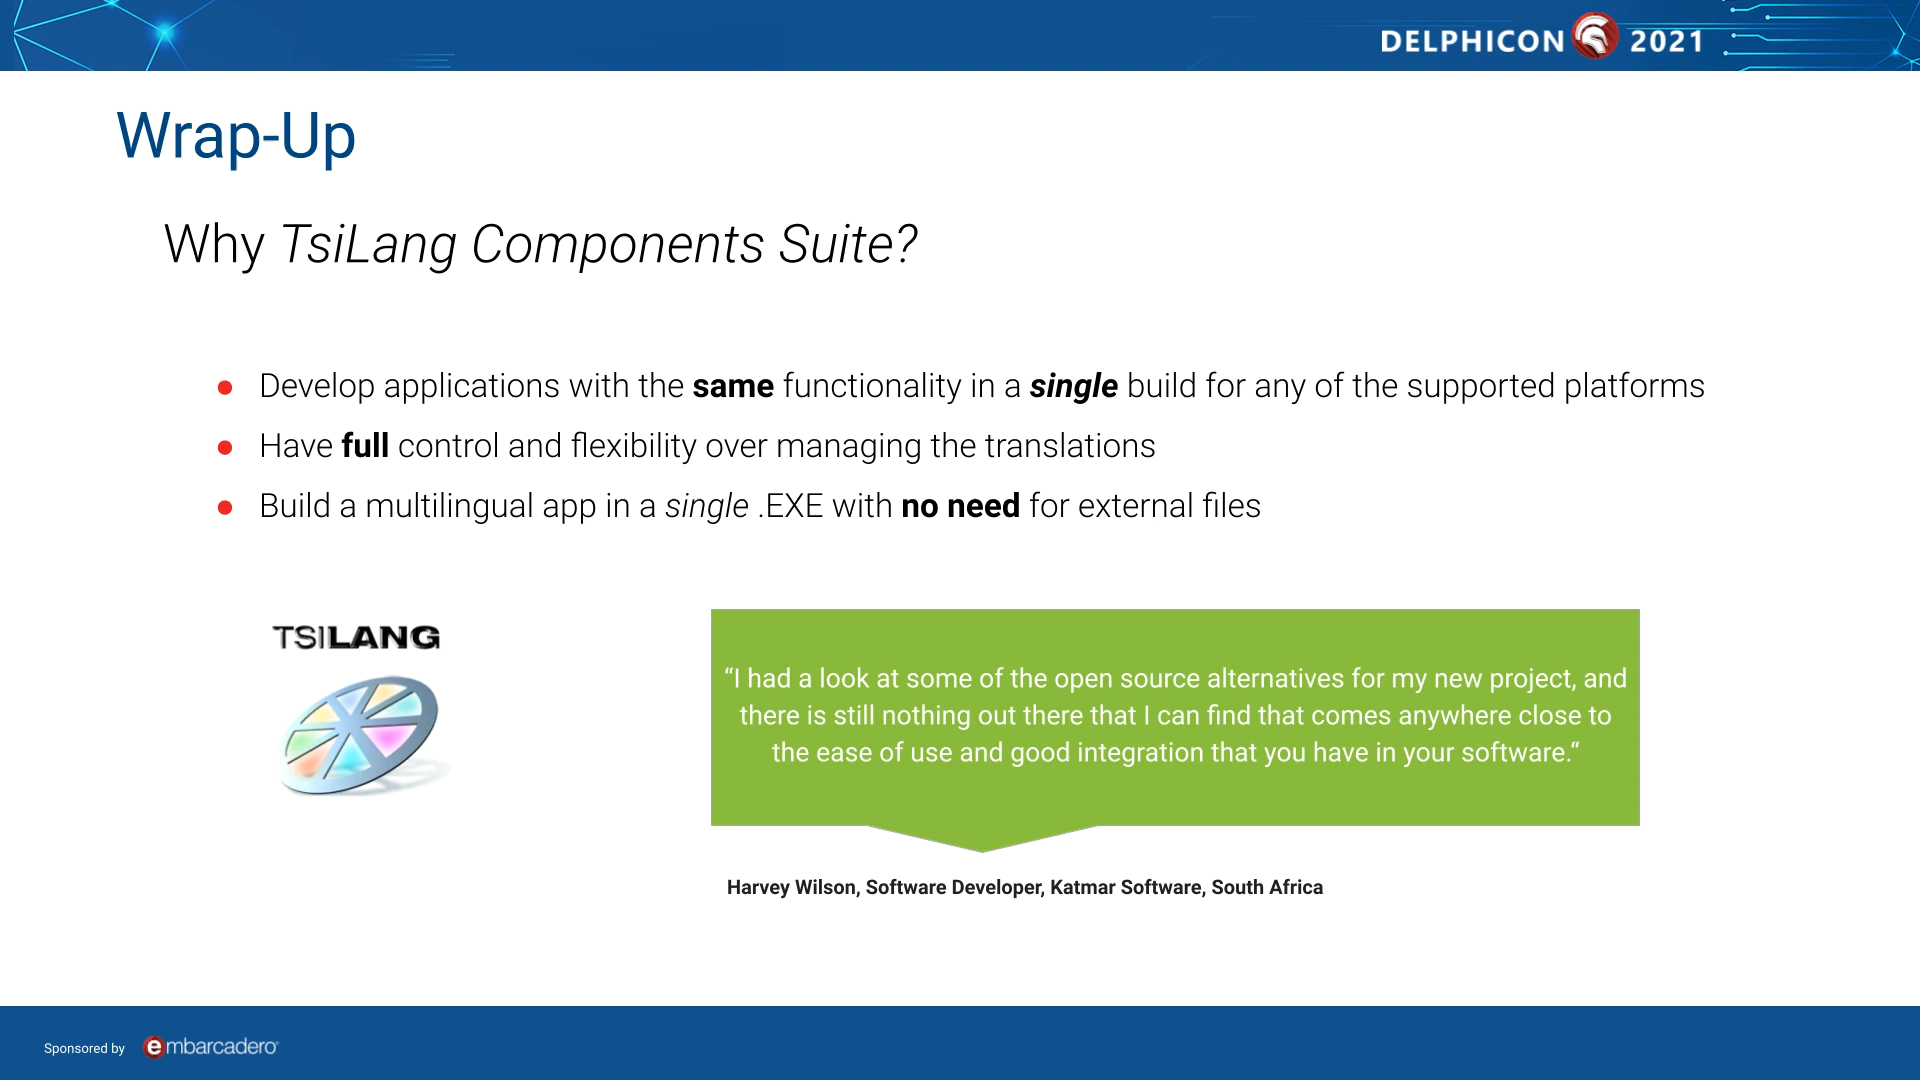 DELPHICON 2021
Wrap-Up
Why TsiLang Components Suite?
● Develop applications with the same functionality in a single build for any of the supported platforms
● Have full control and flexibility over managing the translations
● Build a multilingual app in a single .EXE with no need for external files
TSILANG
“I had a look at some of the open source alternatives for my new project, and
there is still nothing out there that I can find that comes anywhere close to
the ease of use and good integration that you have in your software.“
Harvey Wilson, Software Developer, Katmar Software, South Africa
Sponsored by embarcadero